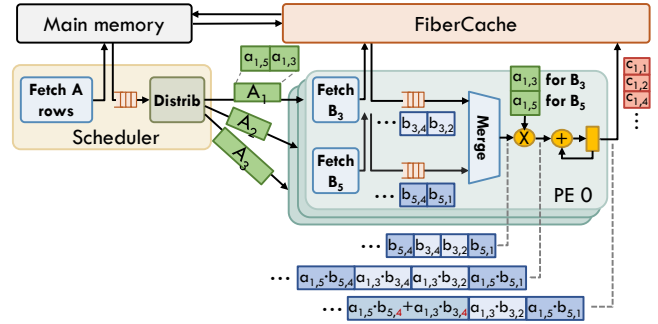 Main memory
FiberCache
a1,5 a1,3
Fetch A
rows
Distrib
Scheduler
A1
A2
A3
Fetch
B3
Fetch
B5
... b3,4 b3,2
... b5,4 b5,1
Merge
a1,3 for B3
a1,5 for B5
X
+
c1,1
c1,2
c1,4
⋮
PE 0
... b5,4 b3,4 b3,2 b5,1
... a1,5·b5,4 a1,3·b3,4 a1,3·b3,2 a1,5·b5,1
... a1,5·b5,4+a1,3·b3,4 a1,3·b3,2 a1,5·b5,1